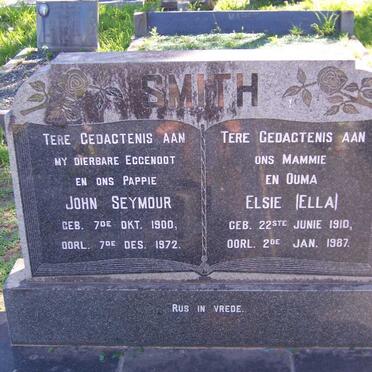 SMITH
TERE GEDAGTENIS AAN
MY DIERBARE EGGENOOT
EN ONS PAPPIE
JOHN SEYMOUR
GEB. 7DE OKT. 1900,
OORL. 7DE DES. 1972.
TERE GEDAGTENIS AAN
ONS MAMMIE
EN OUMA
ELSIE (ELLA)
GEB. 22STE JUNIE 1910,
OORL. 2DE JAN. 1987.
RUS IN VREDE.